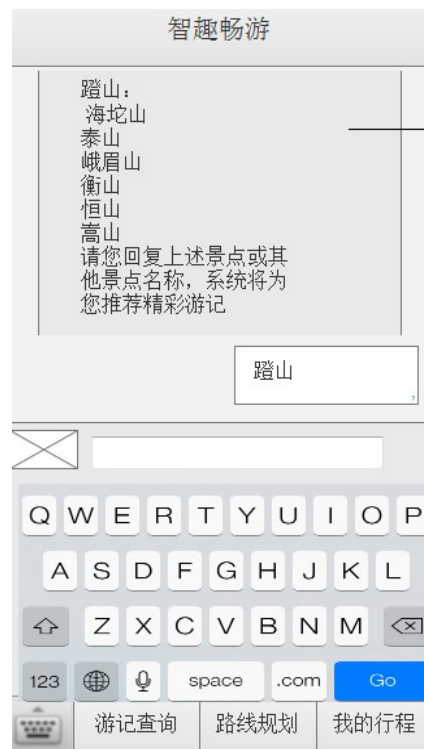 智趣畅游
蹬山：
海坨山
泰山
峨眉山
衡山
恒山
嵩山
请您回复上述景点或其
他景点名称，系统将为
您推荐精彩游记
蹬山
Q W E R T Y U I O P
A S D F G H J K L
Z X C V B N M
123 space .com Go
游记查询 路线规划 我的行程